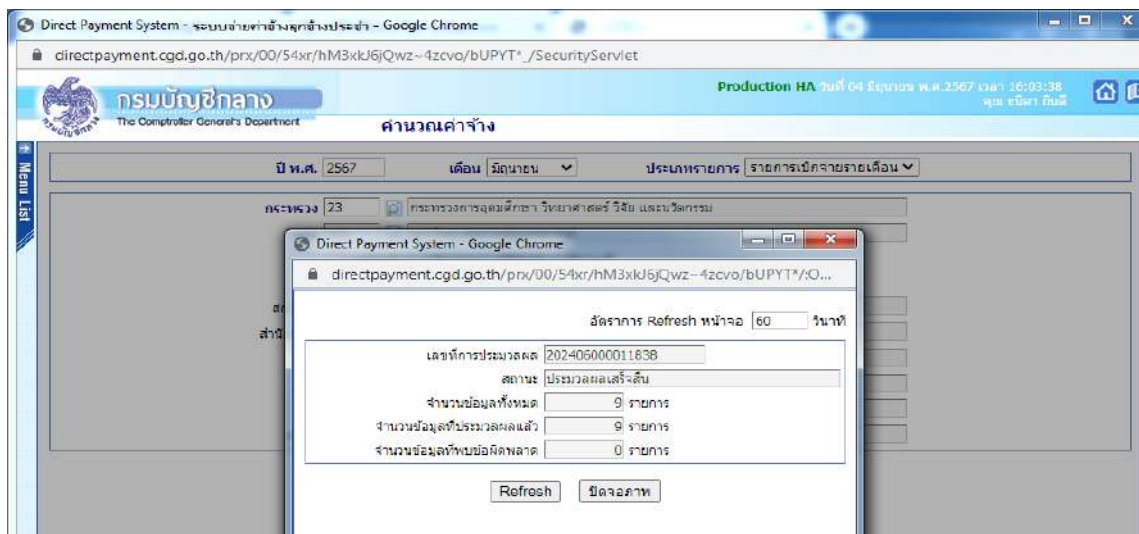 Direct Payment System - ระบบจ่ายค่าจ้างลูกจ้างประจำ - Google Chrome
directpayment.cgd.go.th/prx/00/54xr/hM3xkJ6jQwz~4zcvo/bUPYT*_/SecurityServlet
กรมบัญชีกลาง
The Comptroller General's Department
Production HA วันที่ 04 มิถุนายน พ.ศ.2567 เวลา 16:03:38
คุณ
คำนวณค่าจ้าง
Menu List
ปี พ.ศ. 2567 เดือน มิถุนายน ประเภทรายการ รายการเบิกจ่ายรายเดือน
กระทรวง 23 กระทรวงการอุดมศึกษา วิทยาศาสตร์ วิจัย และนวัตกรรม
Direct Payment System - Google Chrome
directpayment.cgd.go.th/prx/00/54xr/hM3xkJ6jQwz~4zcvo/bUPYT*/:O...
อัตราการ Refresh หน้าจอ 60 วินาที
เลขที่การประมวลผล 202406000011838
สถานะ ประมวลผลเสร็จสิ้น
จำนวนข้อมูลทั้งหมด 9 รายการ
จำนวนข้อมูลที่ประมวลผลแล้ว 9 รายการ
จำนวนข้อมูลที่พบข้อผิดพลาด 0 รายการ
Refresh ปิดจอภาพ